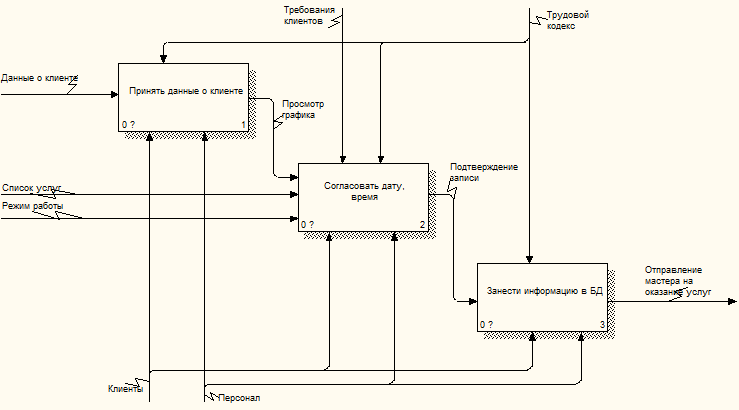 Требования
клиентов
Трудовой
кодекс
Данные о клиенте
Принять данные о клиенте
0 ?
1
Просмотр
графика
Список услуг
Режим работы
Согласовать дату,
время
0 ?
2
Подтверждение
записи
Занести информацию в БД
0 ?
3
Отправление
мастера на
оказание услуг
Клиенты
Персонал